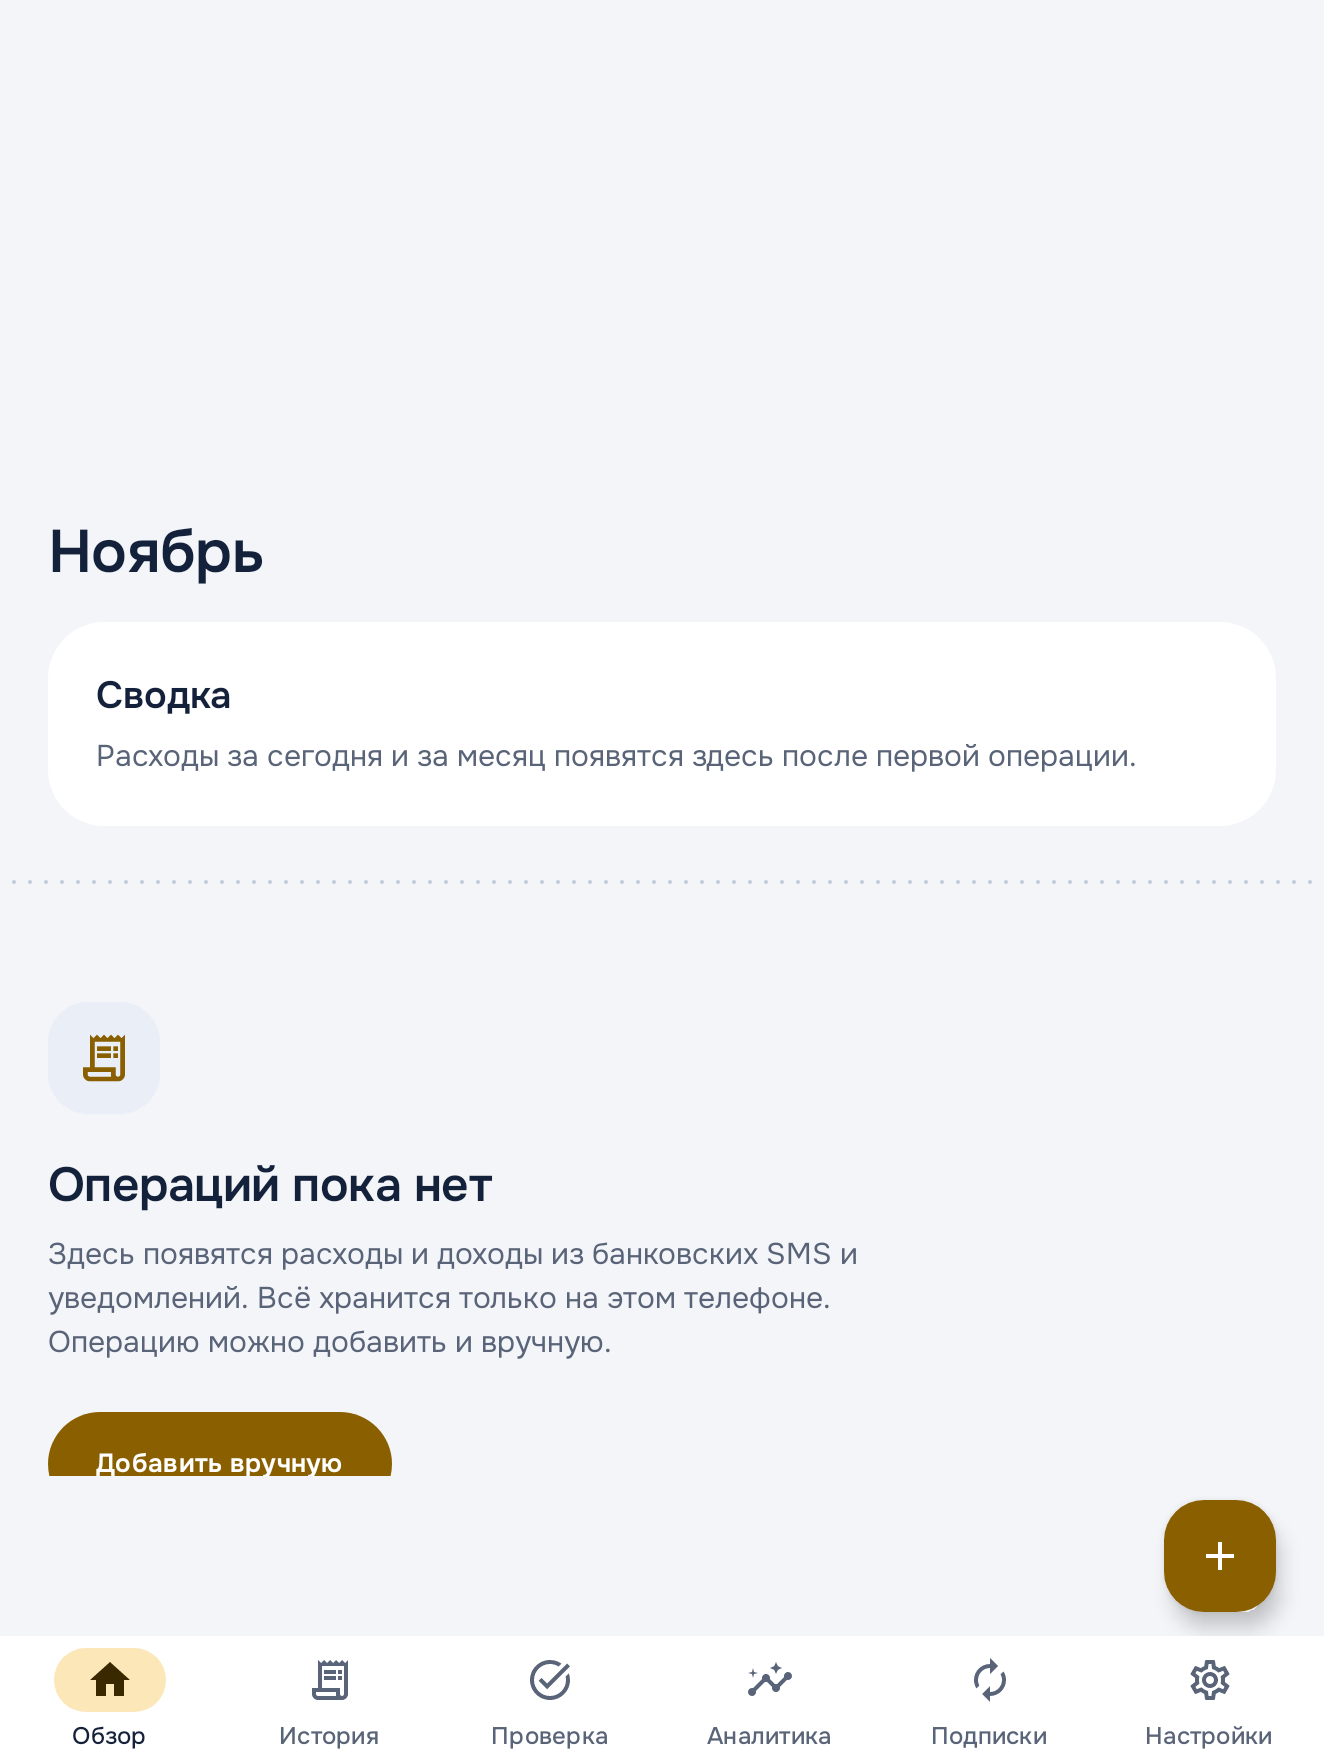 Ноябрь
Сводка
Расходы за сегодня и за месяц появятся здесь после первой операции.
Операций пока нет
Здесь появятся расходы и доходы из банковских SMS и
уведомлений. Всё хранится только на этом телефоне.
Операцию можно добавить и вручную.
Добавить вручную
Обзор
История
Проверка
Аналитика
Подписки
Настройки